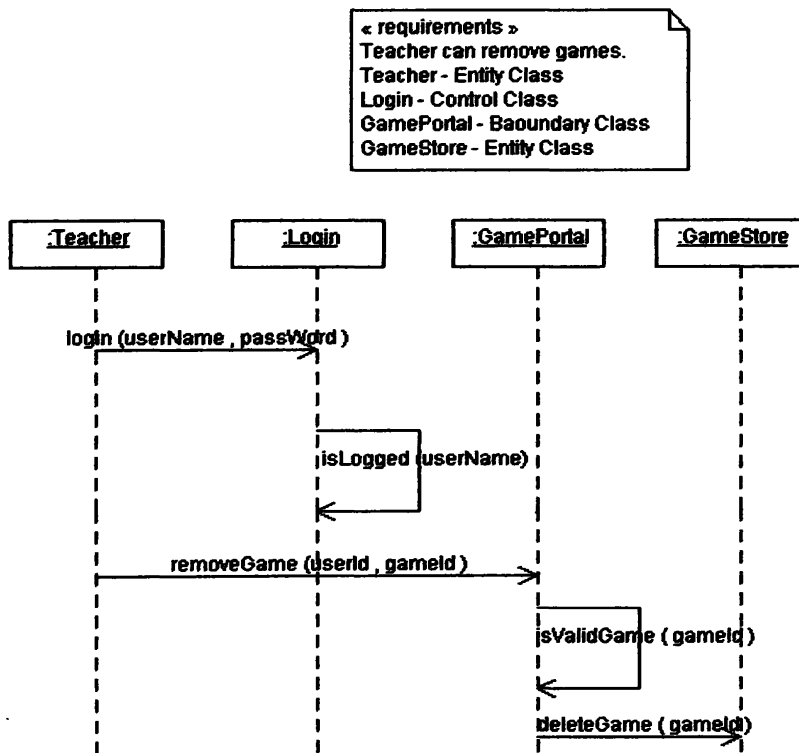 « requirements »
Teacher can remove games.
Teacher - Entity Class
Login - Control Class
GamePortal - Baoundary Class
GameStore - Entity Class
:Teacher
:Login
:GamePortal
:GameStore
login (userName , passWord )
isLogged (userName)
removeGame (userId , gameId )
isValidGame ( gameId )
deleteGame ( gameId)